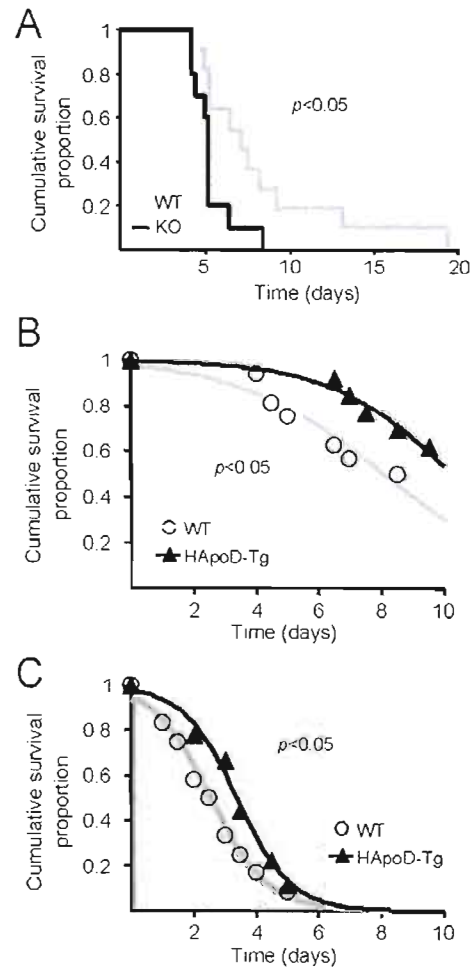 A
Cumulative survival
proportion
1
0.8
0.6
0.4
0.2
p<0.05
WT
KO
5
10
15
20
Time (days)
B
Cumulative survival
proportion
1
0.8
0.6
0.4
0.2
p<0 05
WT
HApoD-Tg
2
4
6
8
10
Time (days)
C
Cumulative survival
proportion
1
0.8
0.6
0.4
0.2
p<0.05
WT
HApoD-Tg
2
4
6
8
10
Time (days)